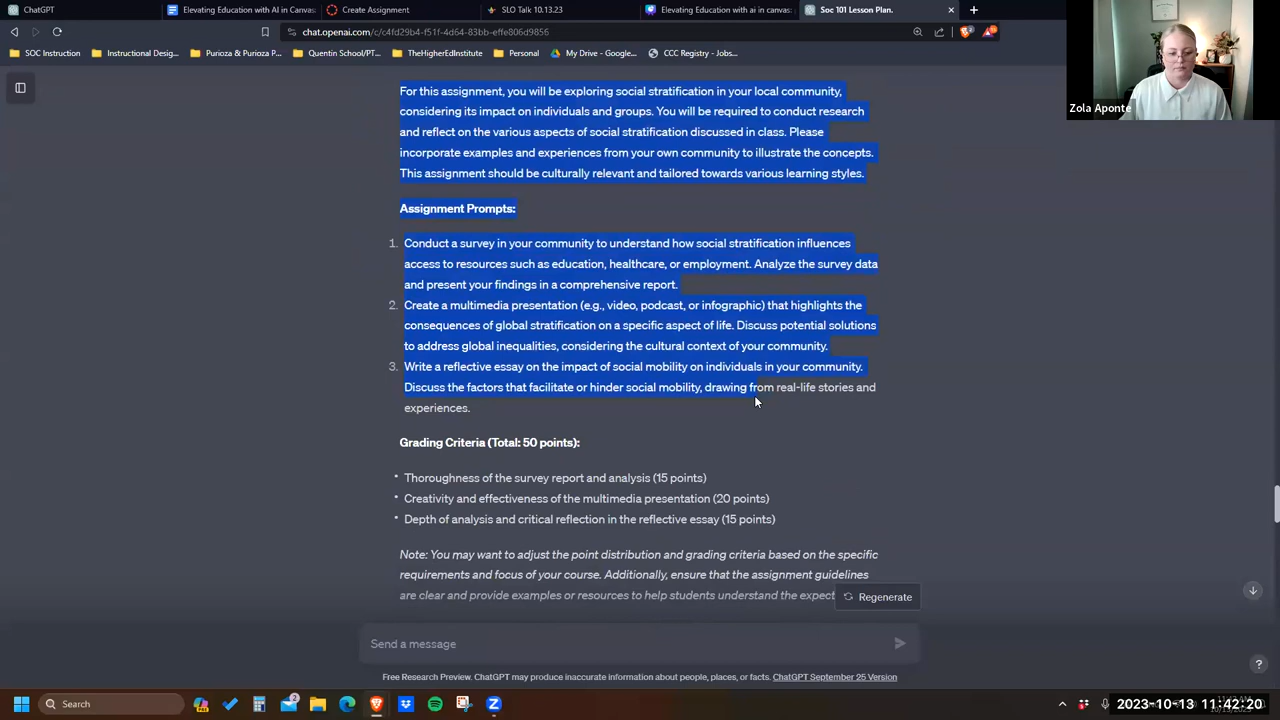 ChatGPT
Elevating Education with AI in Canvas
Create Assignment
SLO Talk 10.13.23
Elevating Education with ai in canvas
Soc 101 Lesson Plan.
chat.openai.com/c/c4fd29b4-f51f-4d64-83bb-effe806d9856
SOC Instruction
Instructional Desig...
Purioza & Purioza P...
Quentin School/PT...
TheHigherEdInstitute
Personal
My Drive - Google...
CCC Registry - Jobs...
Zola Aponte
For this assignment, you will be exploring social stratification in your local community,
considering its impact on individuals and groups. You will be required to conduct research
and reflect on the various aspects of social stratification discussed in class. Please
incorporate examples and experiences from your own community to illustrate the concepts.
This assignment should be culturally relevant and tailored towards various learning styles.
Assignment Prompts:
1. Conduct a survey in your community to understand how social stratification influences
access to resources such as education, healthcare, or employment. Analyze the survey data
and present your findings in a comprehensive report.
2. Create a multimedia presentation (e.g., video, podcast, or infographic) that highlights the
consequences of global stratification on a specific aspect of life. Discuss potential solutions
to address global inequalities, considering the cultural context of your community.
3. Write a reflective essay on the impact of social mobility on individuals in your community.
Discuss the factors that facilitate or hinder social mobility, drawing from real-life stories and
experiences.
Grading Criteria (Total: 50 points):
• Thoroughness of the survey report and analysis (15 points)
• Creativity and effectiveness of the multimedia presentation (20 points)
• Depth of analysis and critical reflection in the reflective essay (15 points)
Note: You may want to adjust the point distribution and grading criteria based on the specific
requirements and focus of your course. Additionally, ensure that the assignment guidelines
are clear and provide examples or resources to help students understand the expect
Regenerate
Send a message
Free Research Preview. ChatGPT may produce inaccurate information about people, places, or facts. ChatGPT September 25 Version
?
Search
2
2023-10-13 11:42:20